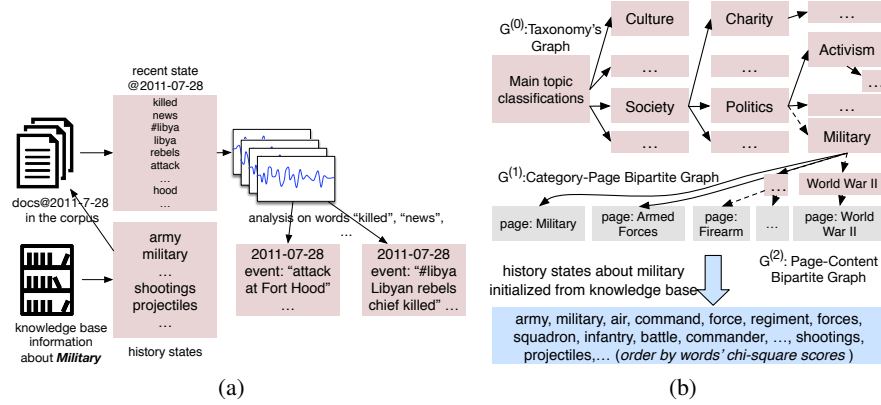 recent state
@2011-07-28
killed
news
#libya
libya
rebels
attack
...
hood
...
docs@2011-7-28
in the corpus
analysis on words “killed”, “news”,
...
army
military
...
shootings
projectiles
...
history states
knowledge base
information
about Military
2011-07-28
event: “attack
at Fort Hood”
...
2011-07-28
event: “#libya
Libyan rebels
chief killed” ...
(a)
G(0):Taxonomy's
Graph
Main topic
classifications
Culture
...
Society
...
Charity
...
Politics
...
...
Activism
...
...
Military
G(1):Category-Page Bipartite Graph
...
World War II
page: Military
page: Armed
Forces
page:
Firearm
...
page: World
War II
G(2): Page-Content
Bipartite Graph
history states about military
initialized from knowledge base
army, military, air, command, force, regiment, forces,
squadron, infantry, battle, commander, ..., shootings,
projectiles,... (order by words' chi-square scores )
(b)